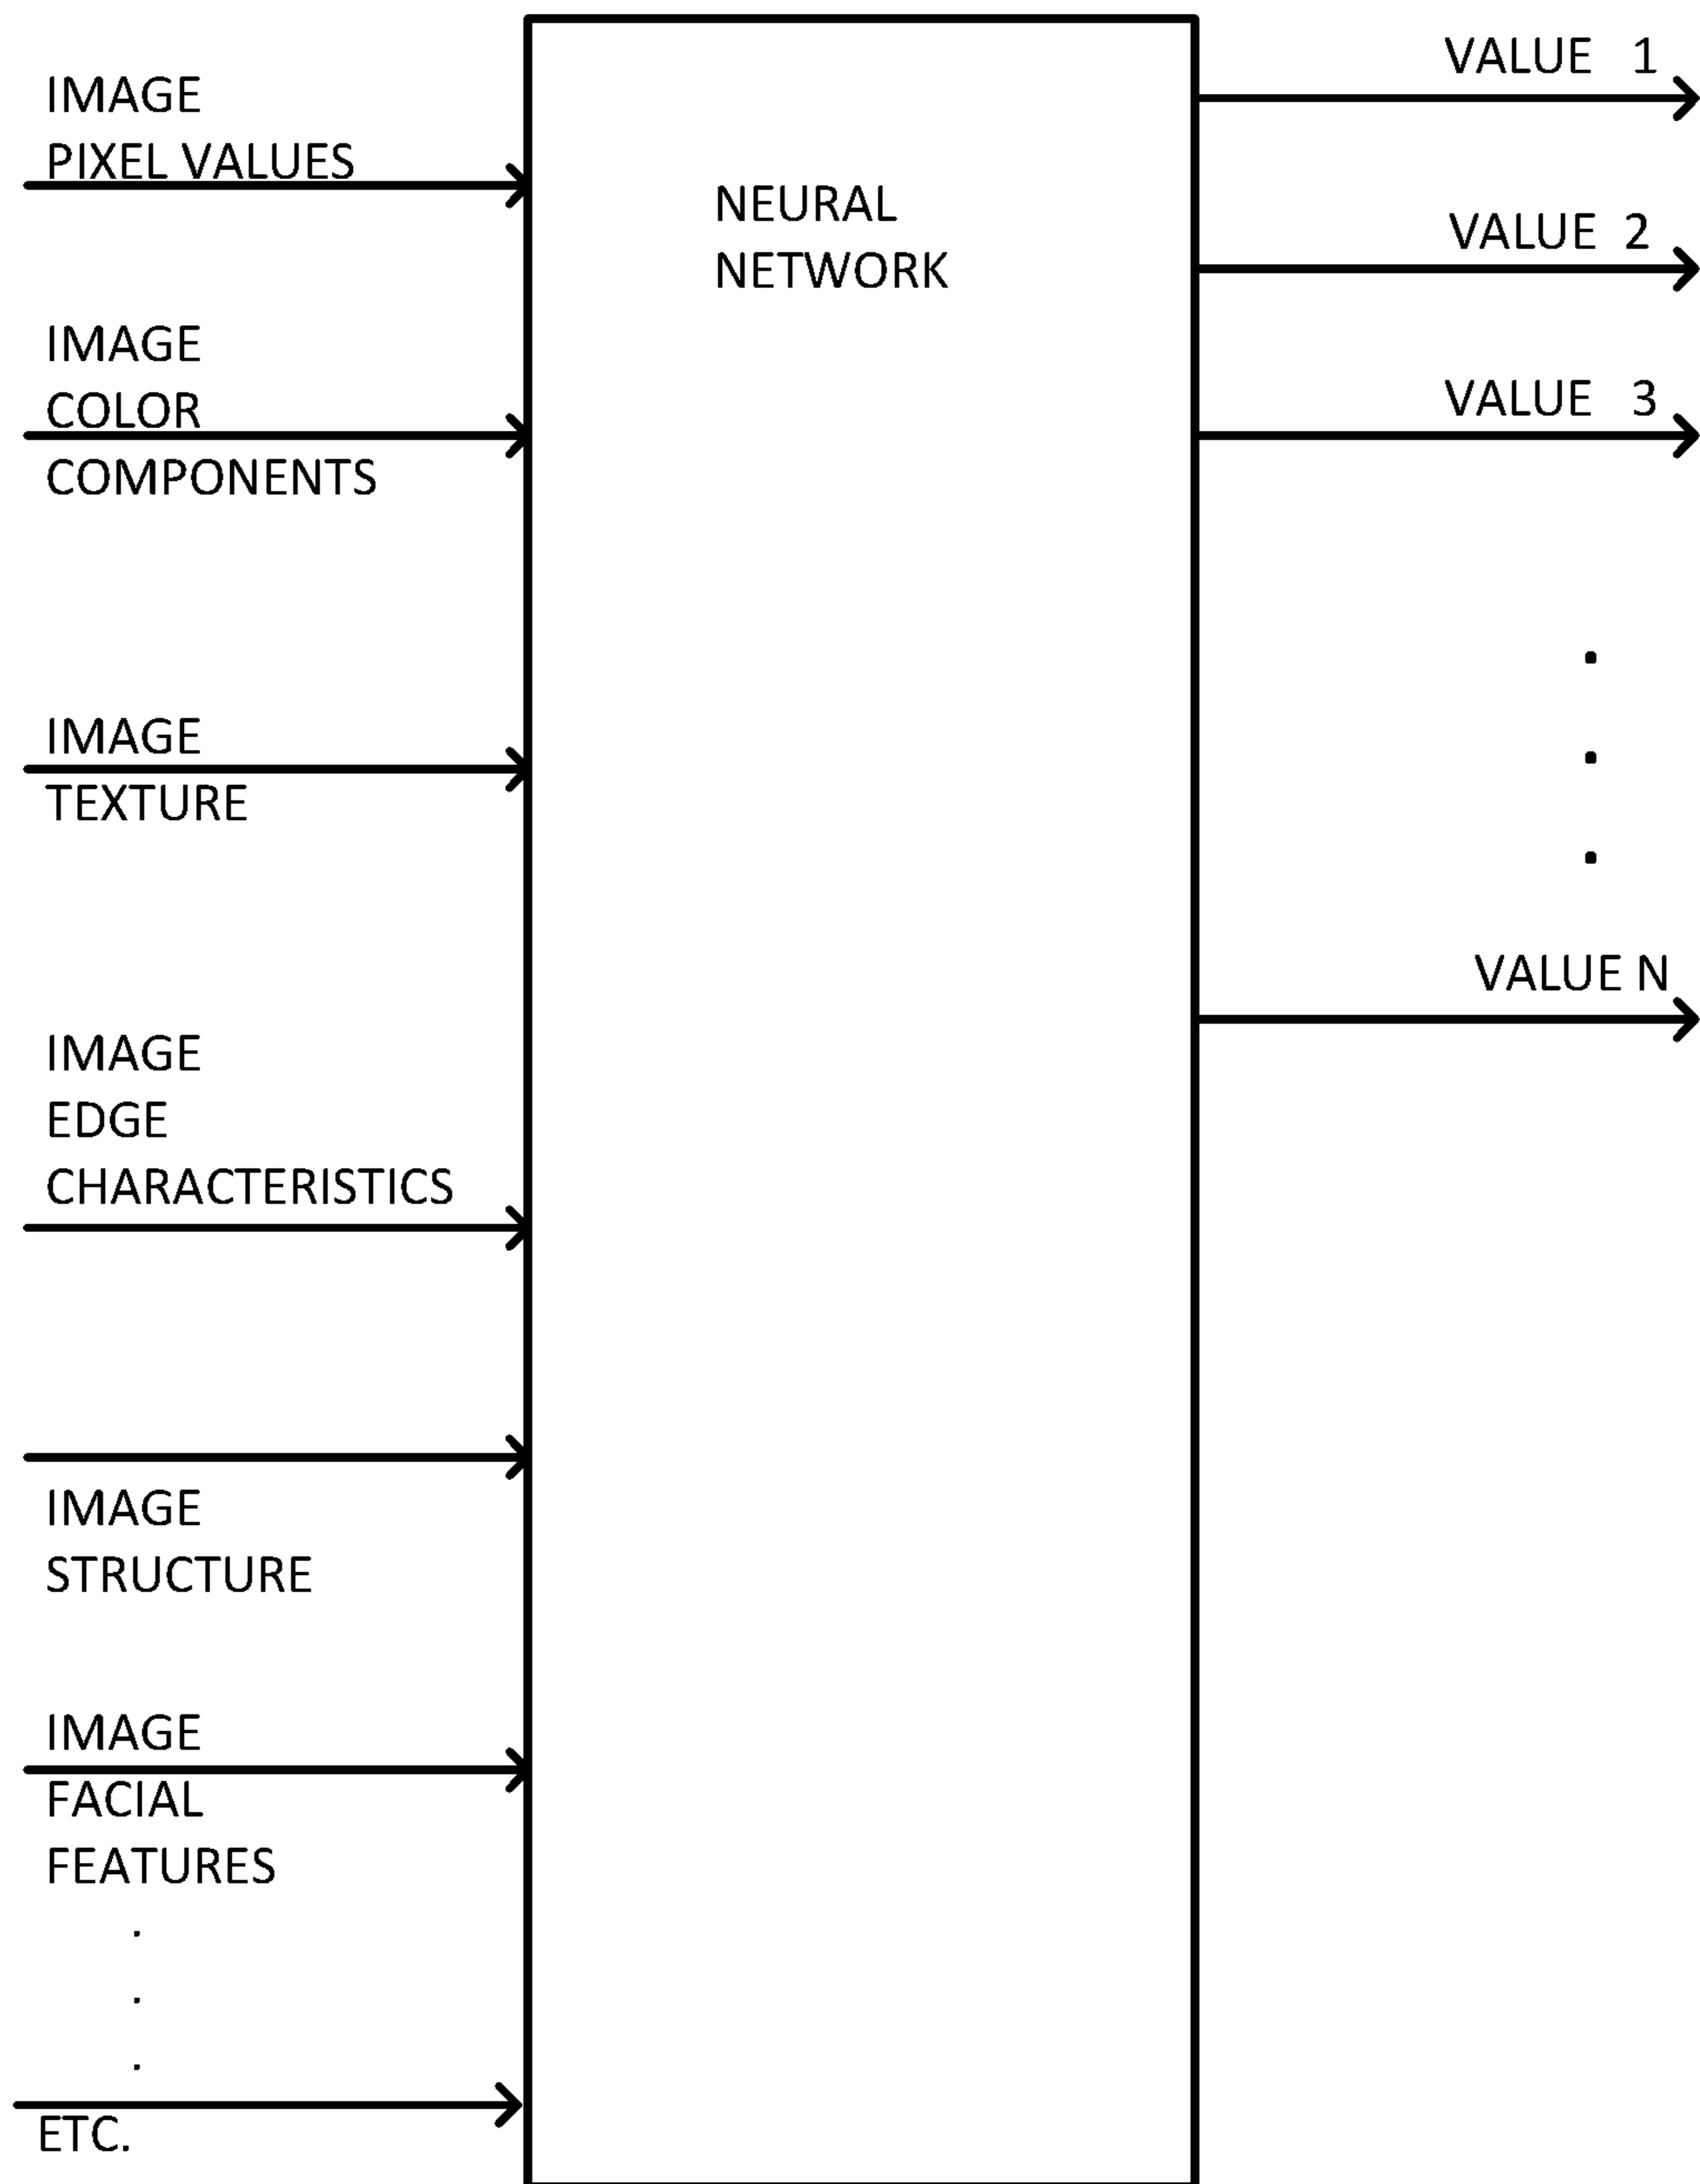 IMAGE
PIXEL VALUES
IMAGE
COLOR
COMPONENTS
IMAGE
TEXTURE
IMAGE
EDGE
CHARACTERISTICS
IMAGE
STRUCTURE
IMAGE
FACIAL
FEATURES
.
.
.
ETC.
NEURAL
NETWORK
VALUE 1
VALUE 2
VALUE 3
.
.
.
VALUE N